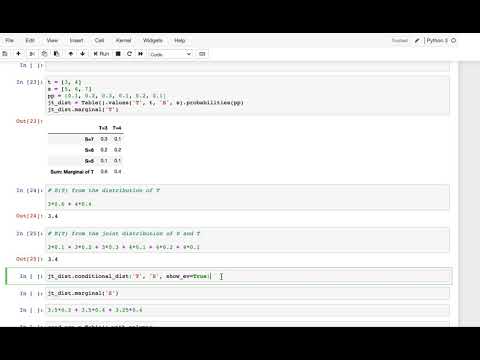 File Edit View Insert Cell Kernel Widgets Help
Trusted Python 3
Run Code
In [ ]:
In [23]: t = [3, 4]
s = [5, 6, 7]
pp = [0.1, 0.2, 0.3, 0.1, 0.2, 0.1]
jt_dist = Table().values('T', t, 'S', s).probabilities(pp)
jt_dist.marginal('T')
Out[23]:
T=3 T=4
S=7 0.3 0.1
S=6 0.2 0.2
S=5 0.1 0.1
Sum: Marginal of T 0.6 0.4
In [24]: # E(T) from the distribution of T
3*0.6 + 4*0.4
Out[24]: 3.4
In [25]: # E(T) from the joint distribution of S and T
3*0.1 + 3*0.2 + 3*0.3 + 4*0.1 + 4*0.2 + 4*0.1
Out[25]: 3.4
In [ ]: jt_dist.conditional_dist('T', 'S', show_ev=True)
In [ ]: jt_dist.marginal('S')
In [ ]: 3.5*0.2 + 3.5*0.4 + 3.25*0.4